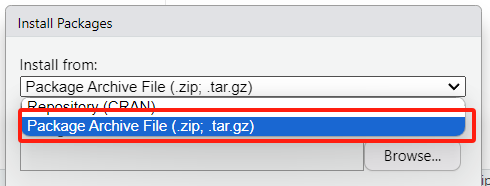 Install Packages
Install from:
Package Archive File (.zip; .tar.gz)
Repository (CRAN)
Package Archive File (.zip; .tar.gz)
Browse...